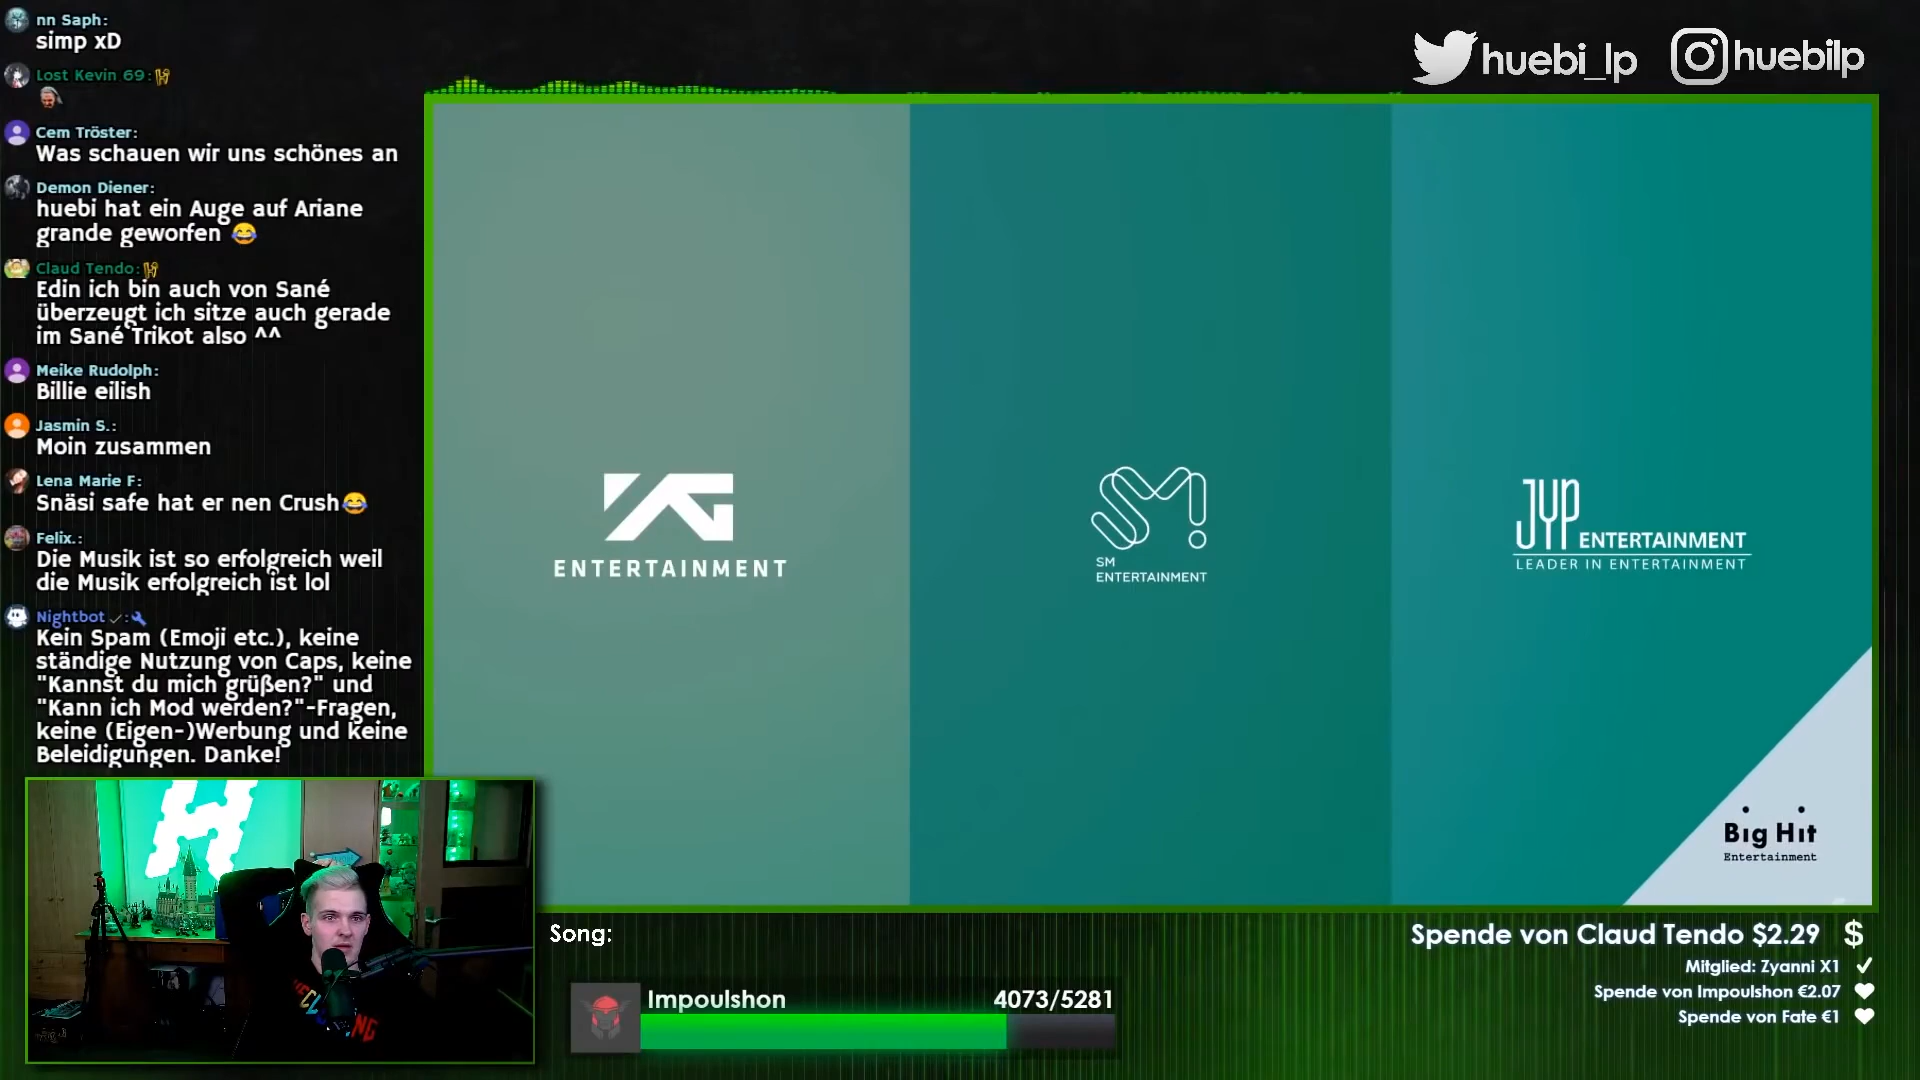 nn Saph:
simp xD
Lost Kevin 69:
Cem Tröster:
Was schauen wir uns schönes an
Demon Diener:
huebi hat ein Auge auf Ariane
grande geworfen 😂
Claud Tendo:
Edin ich bin auch von Sané
überzeugt ich sitze auch gerade
im Sané Trikot also ^^
Meike Rudolph:
Billie eilish
Jasmin S.:
Moin zusammen
Lena Marie F:
Snäsi safe hat er nen Crush😂
Felix.:
Die Musik ist so erfolgreich weil
die Musik erfolgreich ist lol
Nightbot ✓:
Kein Spam (Emoji etc.), keine
ständige Nutzung von Caps, keine
"Kannst du mich grüßen?" und
"Kann ich Mod werden?"-Fragen,
keine (Eigen-)Werbung und keine
Beleidigungen. Danke!
huebi_lp
huebilp
YG
ENTERTAINMENT
SM
SM
ENTERTAINMENT
JYP ENTERTAINMENT
LEADER IN ENTERTAINMENT
Big Hit
Entertainment
H
Song:
Impoulshon 4073/5281
Spende von Claud Tendo $2.29 $
Mitglied: Zyanni X1 ✓
Spende von Impoulshon €2.07
Spende von Fate €1